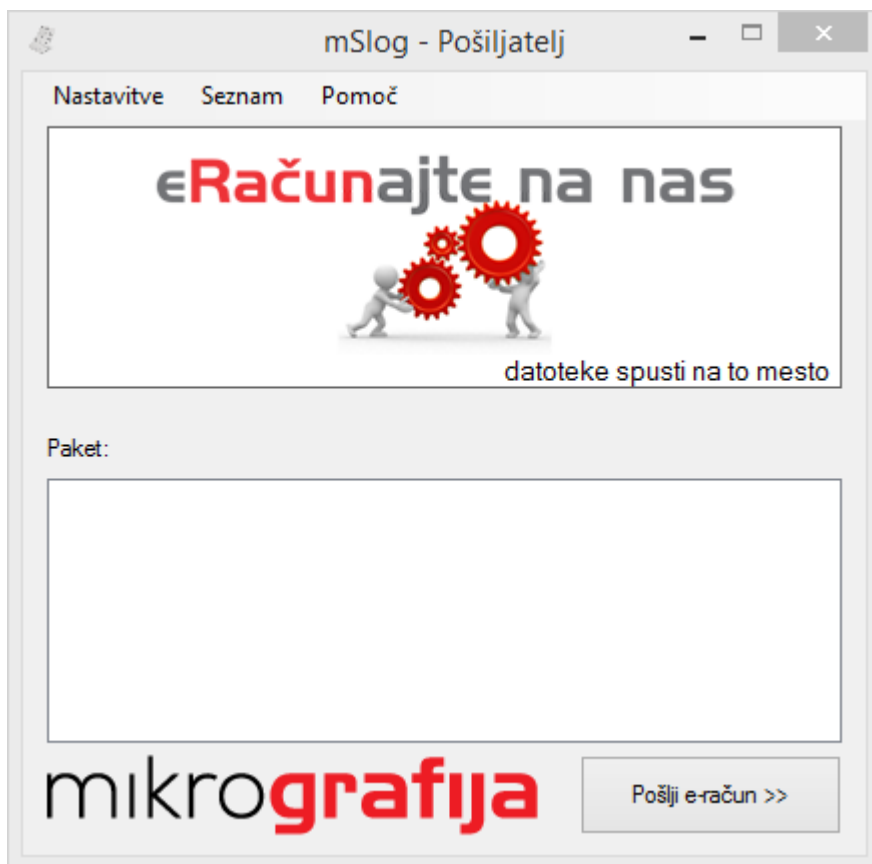 mSlog - Pošiljatelj
Nastavitve Seznam Pomoč
eRačunajte na nas
datoteke spusti na to mesto
Paket:
mikrografija
Pošlji e-račun >>